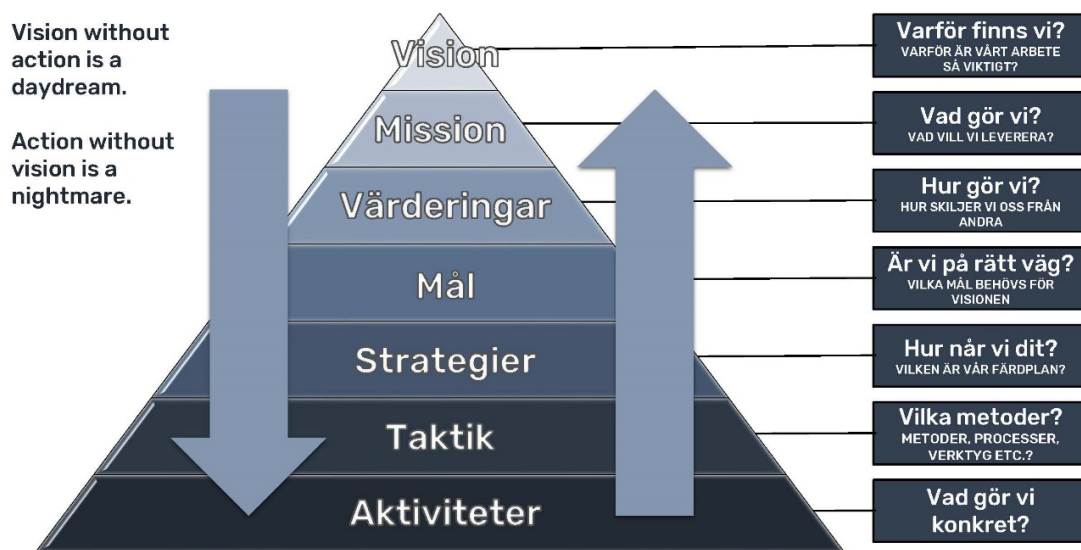 Vision without
action is a
daydream.
Action without
vision is a
nightmare.
Vision
Mission
Värderingar
Mål
Strategier
Taktik
Aktiviteter
Varför finns vi?
VARFÖR ÄR VÅRT ARBETE
SÅ VIKTIGT?
Vad gör vi?
VAD VILL VI LEVERERA?
Hur gör vi?
HUR SKILJER VI OSS FRÅN
ANDRA
Är vi på rätt väg?
VILKA MÅL BEHÖVS FÖR
VISIONEN
Hur når vi dit?
VILKEN ÄR VÅR FÄRDPLAN?
Vilka metoder?
METODER, PROCESSER,
VERKTYG ETC.?
Vad gör vi
konkret?